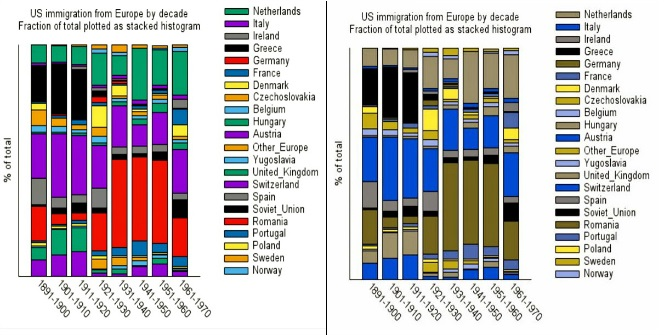 US immigration from Europe by decade
Fraction of total plotted as stacked histogram
% of total
1891-1900
1901-1910
1911-1920
1921-1930
1931-1940
1941-1950
1951-1960
1961-1970
Netherlands
Italy
Ireland
Greece
Germany
France
Denmark
Czechoslovakia
Belgium
Hungary
Austria
Other_Europe
Yugoslavia
United_Kingdom
Switzerland
Spain
Soviet_Union
Romania
Portugal
Poland
Sweden
Norway
US immigration from Europe by decade
Fraction of total plotted as stacked histogram
% of total
1891-1900
1901-1910
1911-1920
1921-1930
1931-1940
1941-1950
1951-1960
1961-1970
Netherlands
Italy
Ireland
Greece
Germany
France
Denmark
Czechoslovakia
Belgium
Hungary
Austria
Other_Europe
Yugoslavia
United_Kingdom
Switzerland
Spain
Soviet_Union
Romania
Portugal
Poland
Sweden
Norway